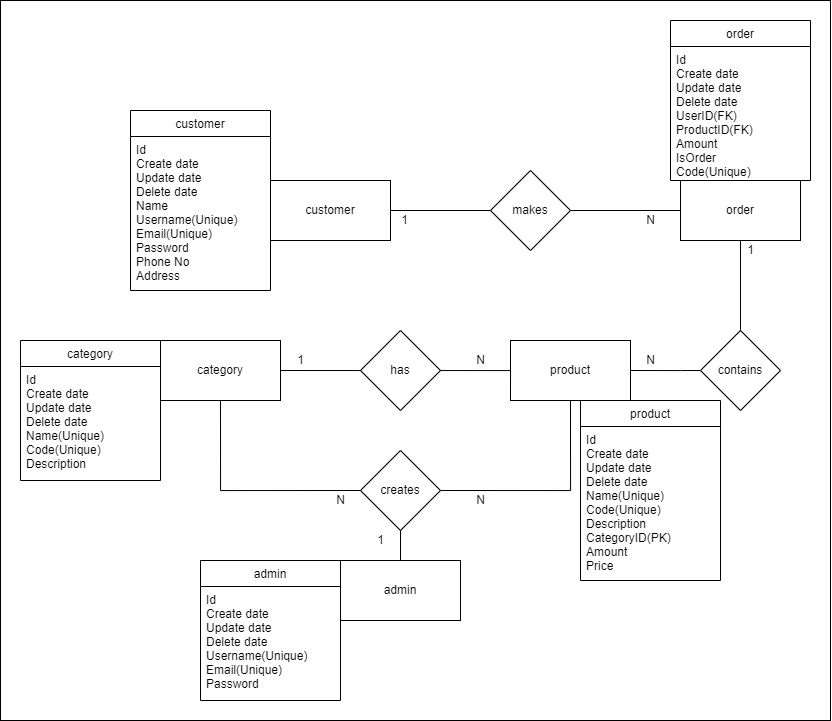 order
Id
Create date
Update date
Delete date
UserID(FK)
ProductID(FK)
Amount
IsOrder
Code(Unique)
customer
Id
Create date
Update date
Delete date
Name
Username(Unique)
Email(Unique)
Password
Phone No
Address
customer
1
makes
N
order
1
category
Id
Create date
Update date
Delete date
Name(Unique)
Code(Unique)
Description
category
1
has
N
product
N
contains
product
Id
Create date
Update date
Delete date
Name(Unique)
Code(Unique)
Description
CategoryID(PK)
Amount
Price
N
creates
N
1
admin
Id
Create date
Update date
Delete date
Username(Unique)
Email(Unique)
Password
admin